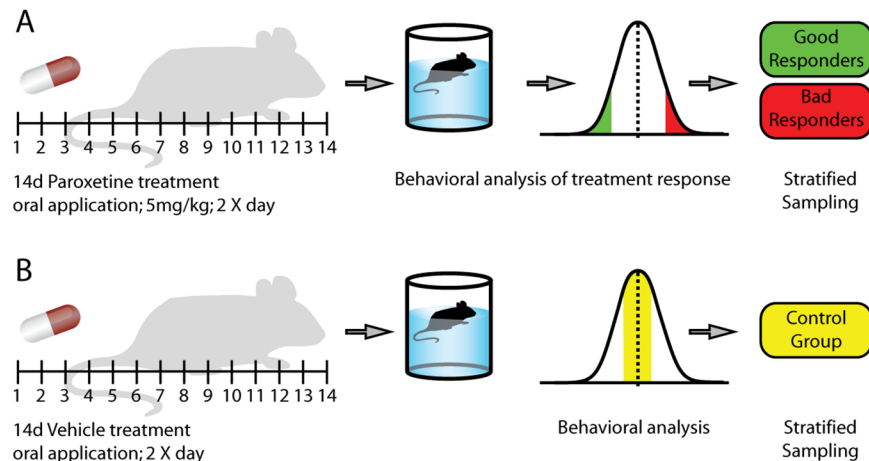 A
Good
Responders
Bad
Responders
1 2 3 4 5 6 7 8 9 10 11 12 13 14
14d Paroxetine treatment
oral application; 5mg/kg; 2 X day
Behavioral analysis of treatment response
Stratified
Sampling
B
Control
Group
1 2 3 4 5 6 7 8 9 10 11 12 13 14
14d Vehicle treatment
oral application; 2 X day
Behavioral analysis
Stratified
Sampling